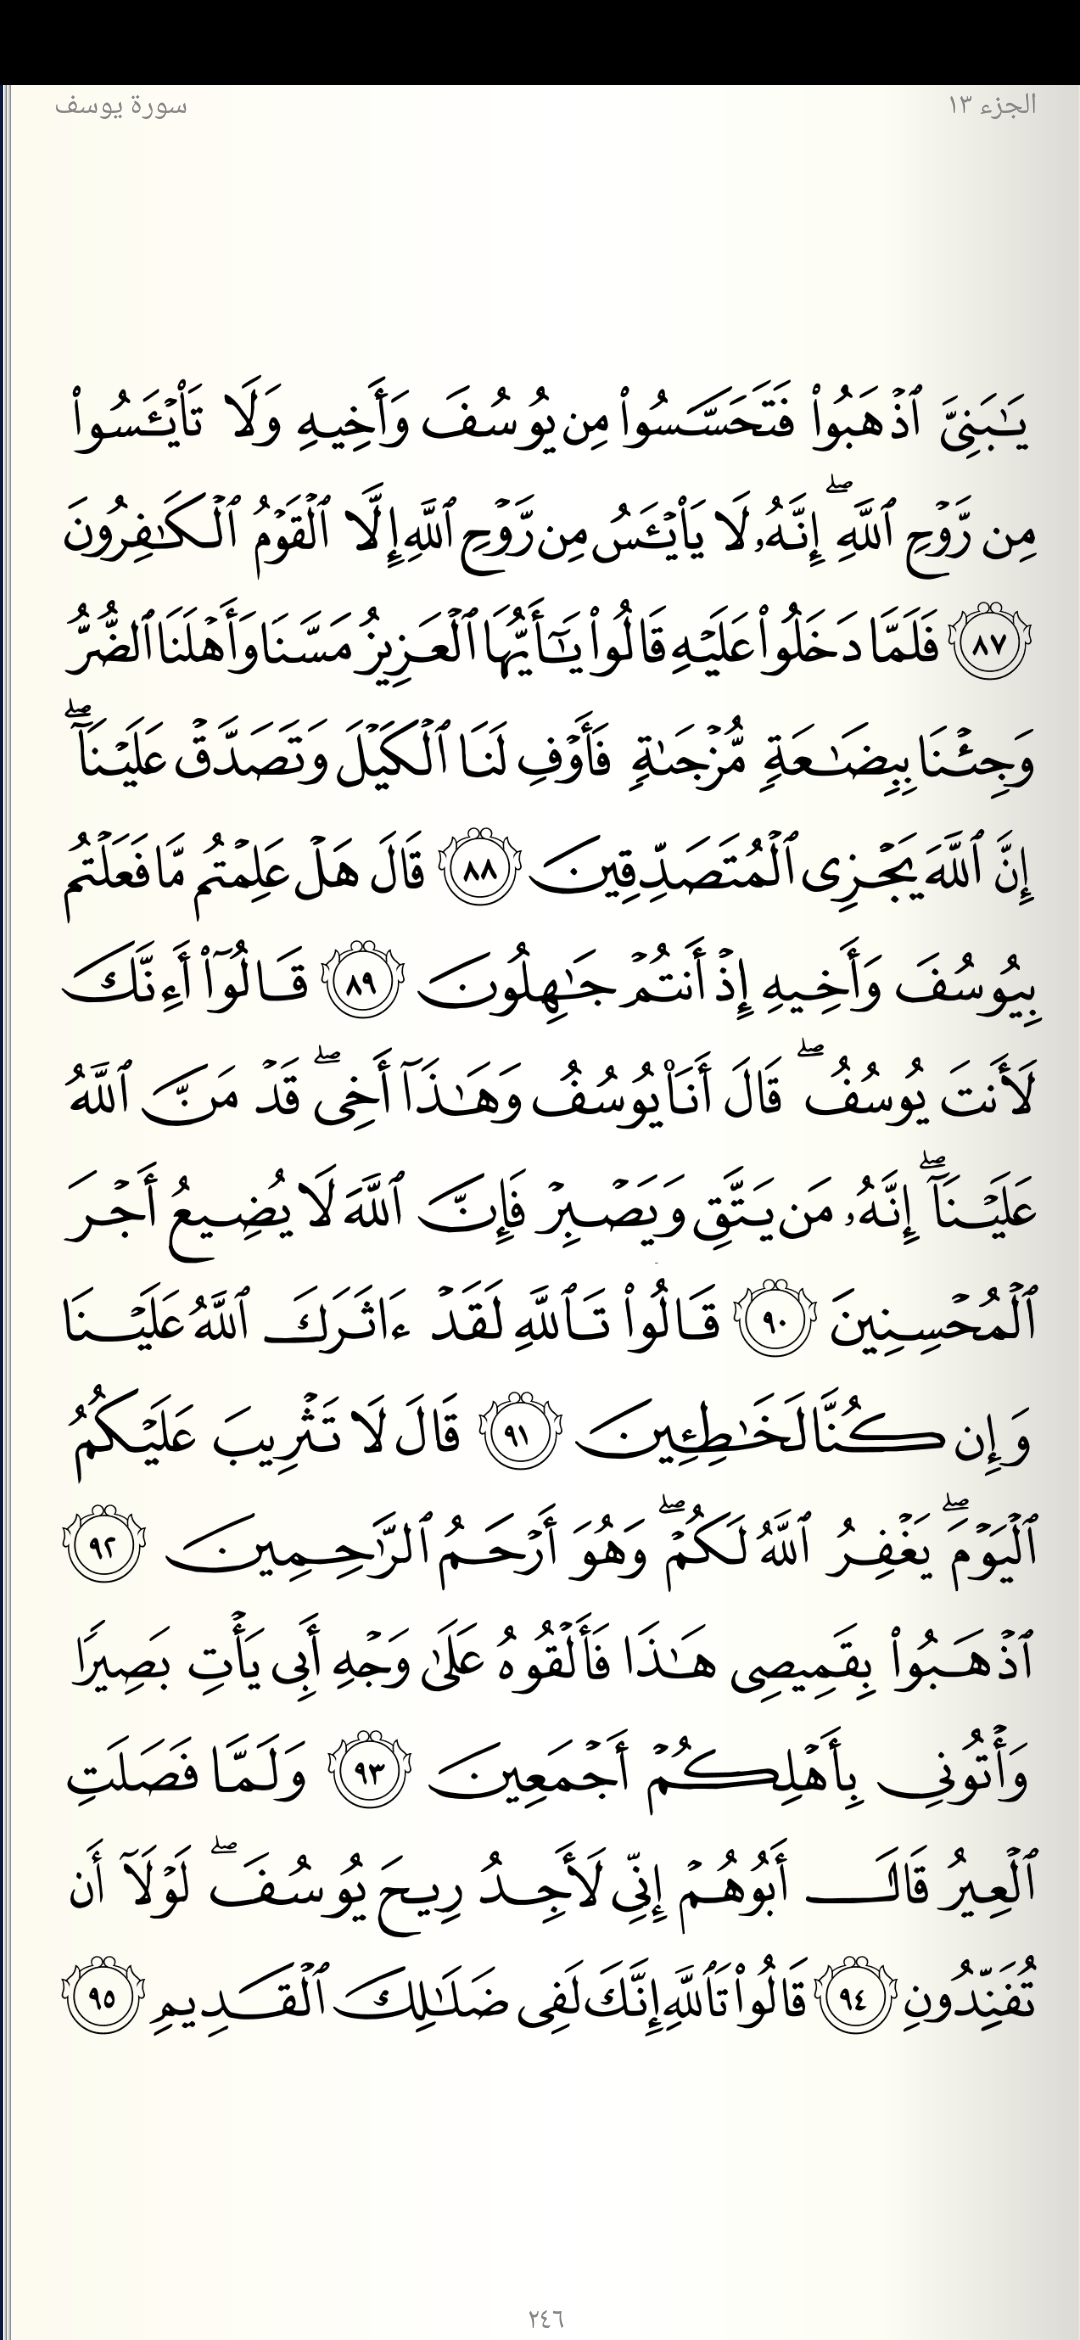 الجزء ١٣
سورة يوسف
يَٰبَنِىَّ ٱذْهَبُوا۟ فَتَحَسَّسُوا۟ مِن يُوسُفَ وَأَخِيهِ وَلَا تَا۟يْـَٔسُوا۟
مِن رَّوْحِ ٱللَّهِ ۖ إِنَّهُۥ لَا يَا۟يْـَٔسُ مِن رَّوْحِ ٱللَّهِ إِلَّا ٱلْقَوْمُ ٱلْكَٰفِرُونَ
٨٧ فَلَمَّا دَخَلُوا۟ عَلَيْهِ قَالُوا۟ يَٰٓأَيُّهَا ٱلْعَزِيزُ مَسَّنَا وَأَهْلَنَا ٱلضُّرُّ
وَجِئْنَا بِبِضَٰعَةٍ مُّزْجَىٰةٍ فَأَوْفِ لَنَا ٱلْكَيْلَ وَتَصَدَّقْ عَلَيْنَآ ۖ
إِنَّ ٱللَّهَ يَجْزِى ٱلْمُتَصَدِّقِينَ ٨٨ قَالَ هَلْ عَلِمْتُم مَّا فَعَلْتُم
بِيُوسُفَ وَأَخِيهِ إِذْ أَنتُمْ جَٰهِلُونَ ٨٩ قَالُوٓا۟ أَءِنَّكَ
لَأَنتَ يُوسُفُ ۖ قَالَ أَنَا۠ يُوسُفُ وَهَٰذَآ أَخِى ۖ قَدْ مَنَّ ٱللَّهُ
عَلَيْنَآ ۖ إِنَّهُۥ مَن يَتَّقِ وَيَصْبِرْ فَإِنَّ ٱللَّهَ لَا يُضِيعُ أَجْرَ
ٱلْمُحْسِنِينَ ٩٠ قَالُوا۟ تَٱللَّهِ لَقَدْ ءَاثَرَكَ ٱللَّهُ عَلَيْنَا
وَإِن كُنَّا لَخَٰطِـِٔينَ ٩١ قَالَ لَا تَثْرِيبَ عَلَيْكُمُ
ٱلْيَوْمَ ۖ يَغْفِرُ ٱللَّهُ لَكُمْ ۖ وَهُوَ أَرْحَمُ ٱلرَّٰحِمِينَ ٩٢
ٱذْهَبُوا۟ بِقَمِيصِى هَٰذَا فَأَلْقُوهُ عَلَىٰ وَجْهِ أَبِى يَأْتِ بَصِيرًا
وَأْتُونِى بِأَهْلِكُمْ أَجْمَعِينَ ٩٣ وَلَمَّا فَصَلَتِ
ٱلْعِيرُ قَالَ أَبُوهُمْ إِنِّى لَأَجِدُ رِيحَ يُوسُفَ ۖ لَوْلَآ أَن
تُفَنِّدُونِ ٩٤ قَالُوا۟ تَٱللَّهِ إِنَّكَ لَفِى ضَلَٰلِكَ ٱلْقَدِيمِ ٩٥
٢٤٦